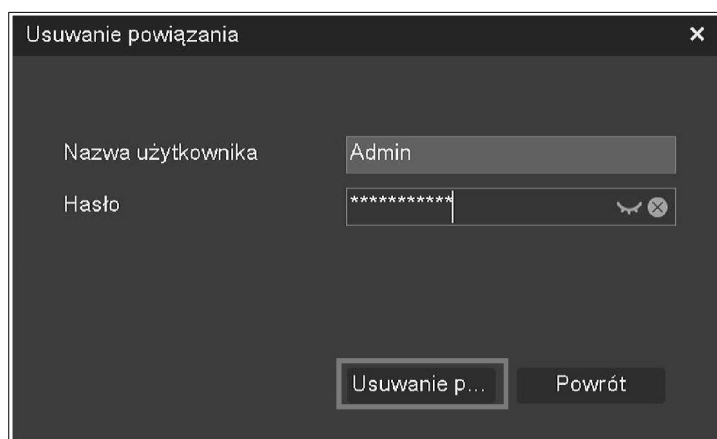 Usuwanie powiązania
Nazwa użytkownika Admin
Hasło ***********
Usuwanie p... Powrót